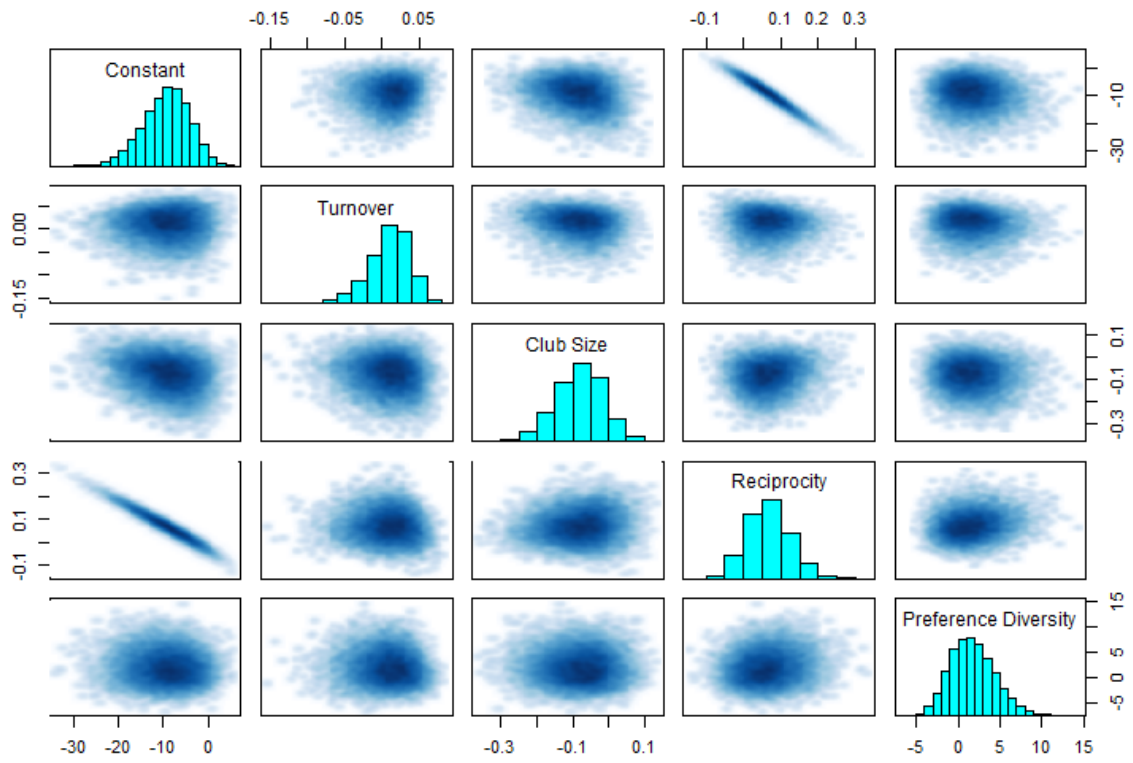 -0.15 -0.05 0.05 -0.1 0.1 0.2 0.3
Constant
-10
-30
Turnover
0.00
-0.15
Club Size
0.1
-0.1
-0.3
Reciprocity
0.3
0.1
-0.1
Preference Diversity
15
5
0
-5
-30 -20 -10 0 -0.3 -0.1 0.1 -5 0 5 10 15